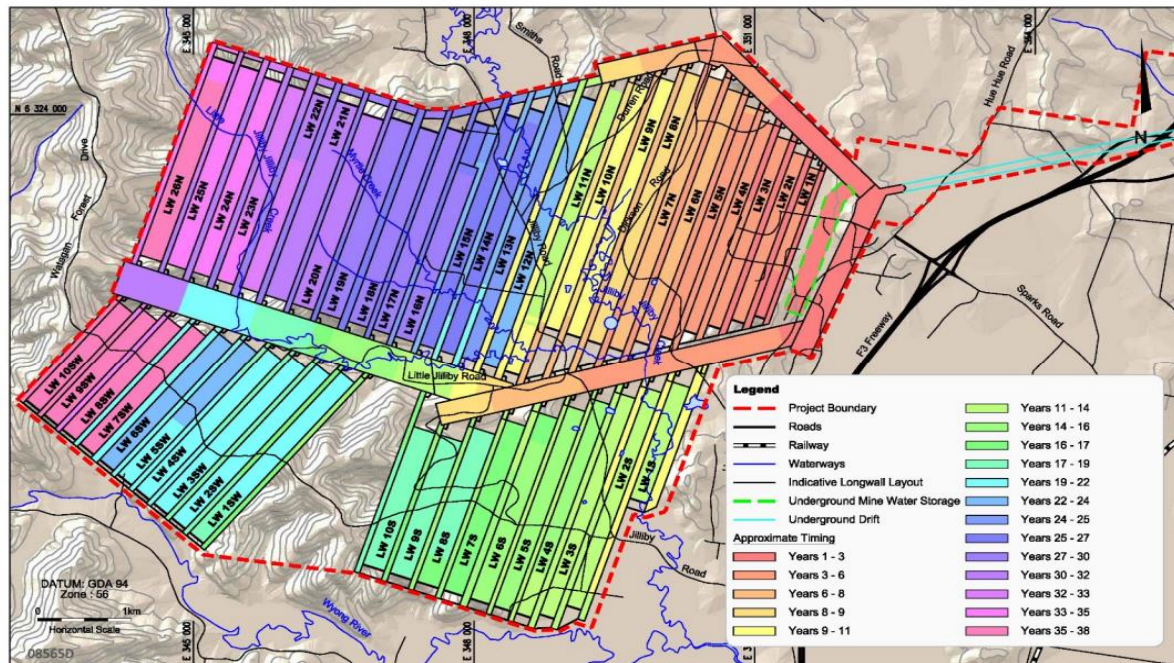 E 345 000
E 348 000
E 351 000
E 354 000
N 6 324 000
Smiths
Road
Hue Hue Road
Durren Road
Dickson Road
Watagan Forest Drive
Little
Jilliby Jilliby
Creek
Myrtle Creek
Jilliby Road
Jilliby Jilliby
Creek
N
LW 26N
LW 25N
LW 24N
LW 23N
LW 22N
LW 21N
LW 20N
LW 19N
LW 18N
LW 17N
LW 16N
LW 15N
LW 14N
LW 13N
LW 12N
LW 11N
LW 10N
LW 9N
LW 8N
LW 7N
LW 6N
LW 5N
LW 4N
LW 3N
LW 2N
LW 1N
Little Jilliby Road
Sparks Road
F3 Freeway
LW 10SW
LW 9SW
LW 8SW
LW 7SW
LW 6SW
LW 5SW
LW 4SW
LW 3SW
LW 2SW
LW 1SW
LW 10S
LW 9S
LW 8S
LW 7S
LW 6S
LW 5S
LW 4S
LW 3S
LW 2S
LW 1S
Jilliby
Road
Wyong River
DATUM: GDA 94
Zone : 56
0 1km
Horizontal Scale
08565D
E 345 000
E 348 000
Legend
Project Boundary
Roads
Railway
Waterways
Indicative Longwall Layout
Underground Mine Water Storage
Underground Drift
Approximate Timing
Years 1 - 3
Years 3 - 6
Years 6 - 8
Years 8 - 9
Years 9 - 11
Years 11 - 14
Years 14 - 16
Years 16 - 17
Years 17 - 19
Years 19 - 22
Years 22 - 24
Years 24 - 25
Years 25 - 27
Years 27 - 30
Years 30 - 32
Years 32 - 33
Years 33 - 35
Years 35 - 38